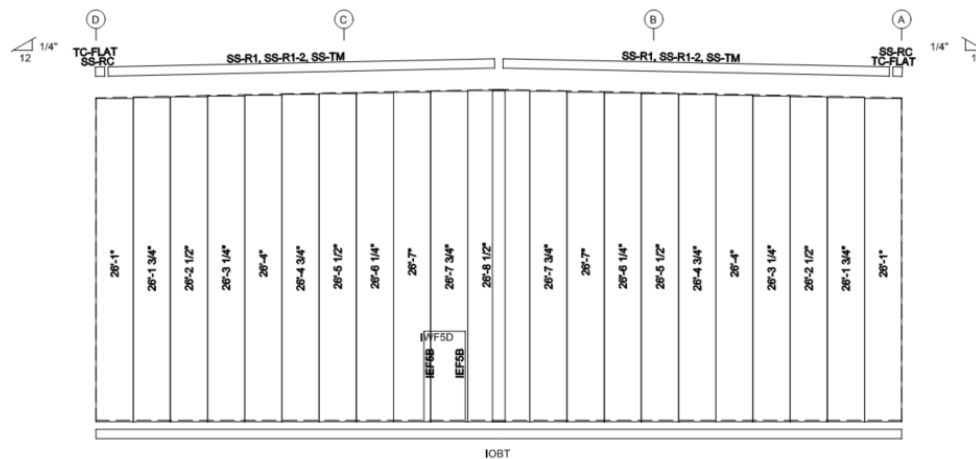 D
C
B
A
1/4"
12
TC-FLAT
SS-RC
SS-R1, SS-R1-2, SS-TM
SS-R1, SS-R1-2, SS-TM
SS-RC
TC-FLAT
1/4"
26'-1"
26'-1 3/4"
26'-2 1/2"
26'-3 1/4"
26'-4"
26'-4 3/4"
26'-5 1/2"
26'-6 1/4"
26'-7"
26'-7 3/4"
26'-8 1/2"
26'-7 3/4"
26'-7"
26'-6 1/4"
26'-5 1/2"
26'-4 3/4"
26'-4"
26'-3 1/4"
26'-2 1/2"
26'-1 3/4"
26'-1"
IWF5D
IEF5B
IEF5B
IOBT